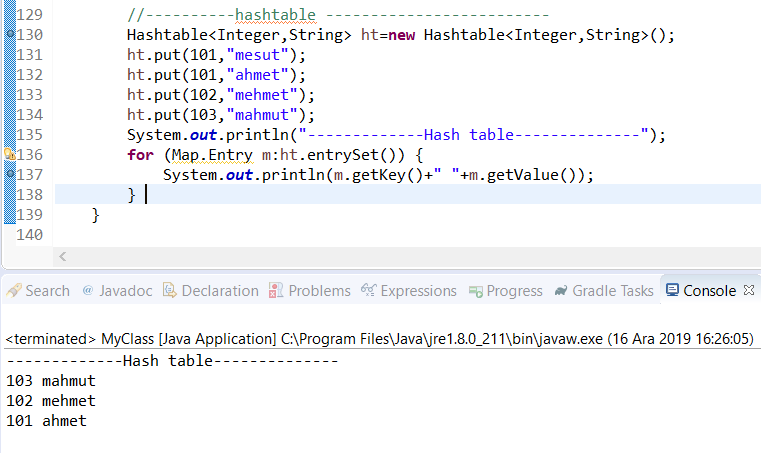 129 //----------hashtable -------------------------
130 Hashtable<Integer,String> ht=new Hashtable<Integer,String>();
131 ht.put(101,"mesut");
132 ht.put(101,"ahmet");
133 ht.put(102,"mehmet");
134 ht.put(103,"mahmut");
135 System.out.println("-------------Hash table--------------");
136 for (Map.Entry m:ht.entrySet()) {
137 System.out.println(m.getKey()+" "+m.getValue());
138 }
139 }
140
Search @ Javadoc Declaration Problems Expressions Progress Gradle Tasks Console
<terminated> MyClass [Java Application] C:\Program Files\Java\jre1.8.0_211\bin\javaw.exe (16 Ara 2019 16:26:05)
-------------Hash table--------------
103 mahmut
102 mehmet
101 ahmet